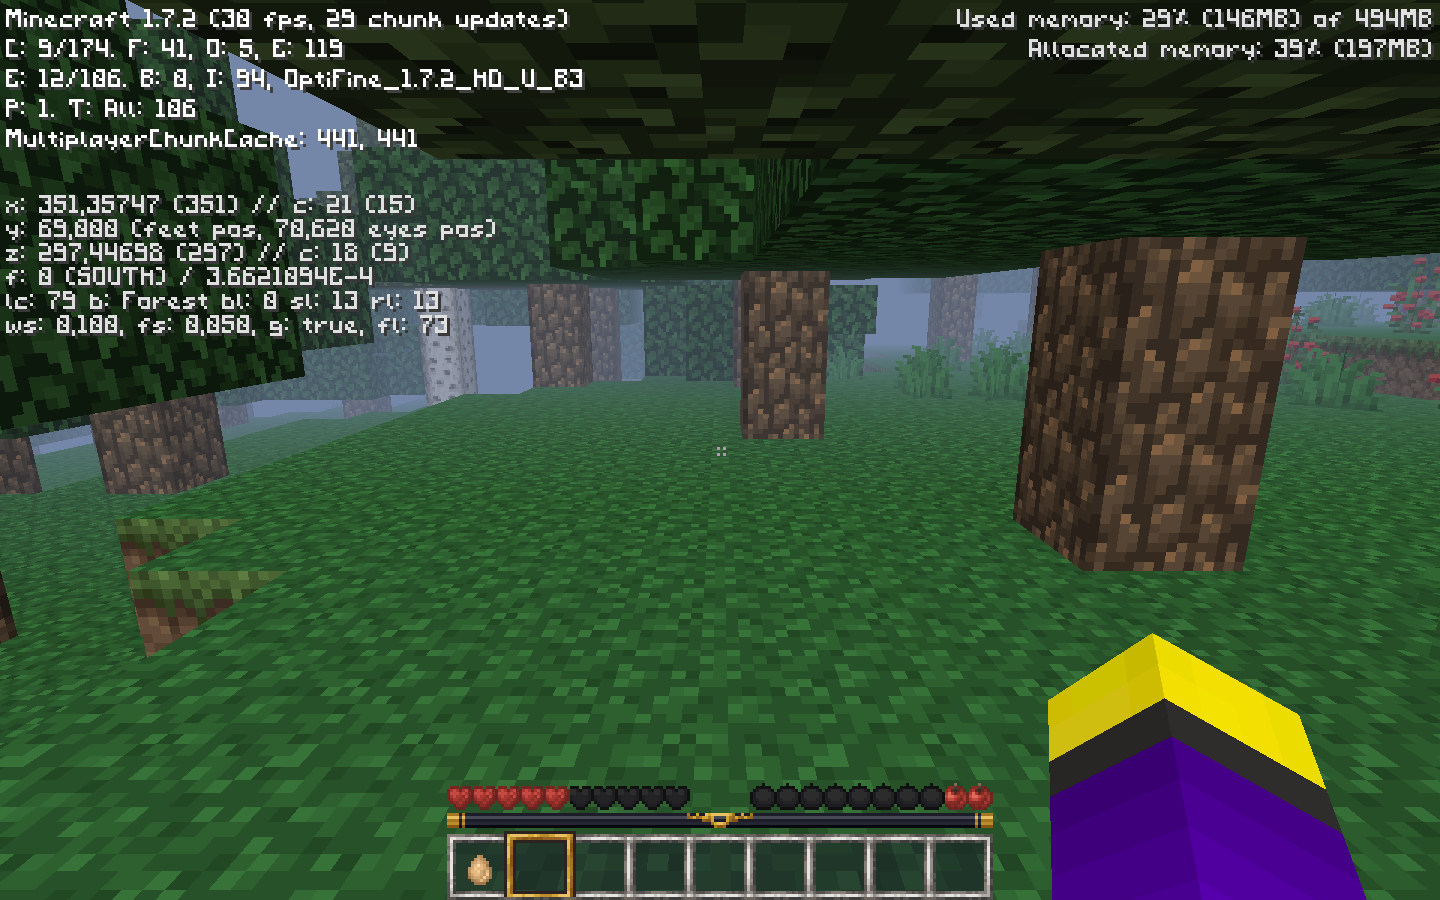 Minecraft 1.7.2 (30 fps, 29 chunk updates)
Used memory: 29% (146MB) of 494MB
C: 9/174. F: 41, O: 5, E: 119
Allocated memory: 39% (197MB)
E: 12/106. B: 0, I: 94, OptiFine_1.7.2_HD_U_B3
P: 1. T: All: 106
MultiplayerChunkCache: 441, 441
x: 351,35747 (351) // c: 21 (15)
y: 69,000 (feet pos, 70,620 eyes pos)
z: 297,44698 (297) // c: 18 (9)
f: 0 (SOUTH) / 3.6621094E-4
lc: 79 b: Forest bl: 0 sl: 13 rl: 13
ws: 0,100, fs: 0,050, g: true, fl: 73